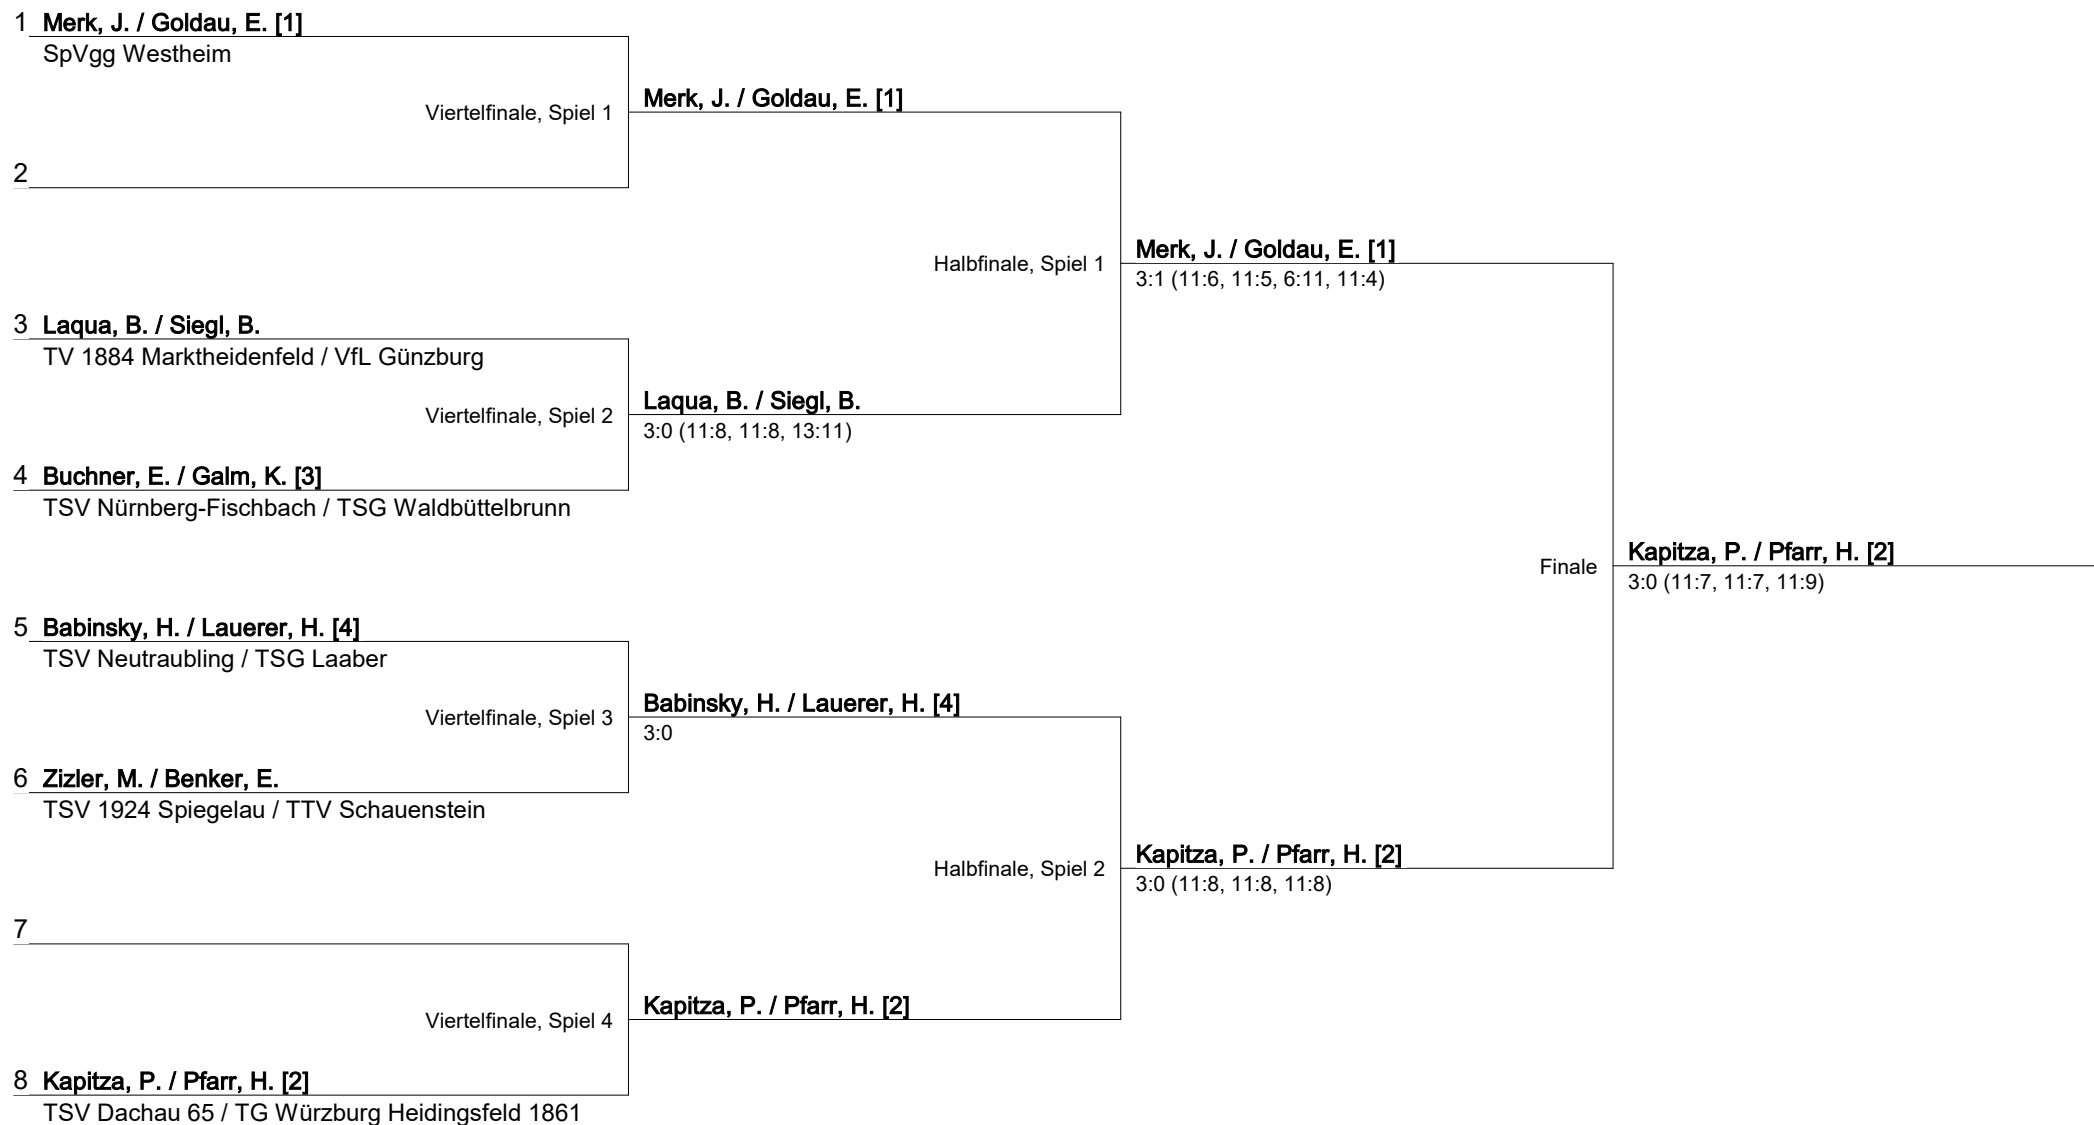 1 Merk, J. / Goldau, E. [1]
SpVgg Westheim
Viertelfinale, Spiel 1
Merk, J. / Goldau, E. [1]
2
Halbfinale, Spiel 1
Merk, J. / Goldau, E. [1]
3:1 (11:6, 11:5, 6:11, 11:4)
3 Laqua, B. / Siegl, B.
TV 1884 Marktheidenfeld / VfL Günzburg
Viertelfinale, Spiel 2
Laqua, B. / Siegl, B.
3:0 (11:8, 11:8, 13:11)
4 Buchner, E. / Galm, K. [3]
TSV Nürnberg-Fischbach / TSG Waldbüttelbrunn
Finale
Kapitza, P. / Pfarr, H. [2]
3:0 (11:7, 11:7, 11:9)
5 Babinsky, H. / Lauerer, H. [4]
TSV Neutraubling / TSG Laaber
Viertelfinale, Spiel 3
Babinsky, H. / Lauerer, H. [4]
3:0
6 Zizler, M. / Benker, E.
TSV 1924 Spiegelau / TTV Schauenstein
Halbfinale, Spiel 2
Kapitza, P. / Pfarr, H. [2]
3:0 (11:8, 11:8, 11:8)
7
Viertelfinale, Spiel 4
Kapitza, P. / Pfarr, H. [2]
8 Kapitza, P. / Pfarr, H. [2]
TSV Dachau 65 / TG Würzburg Heidingsfeld 1861